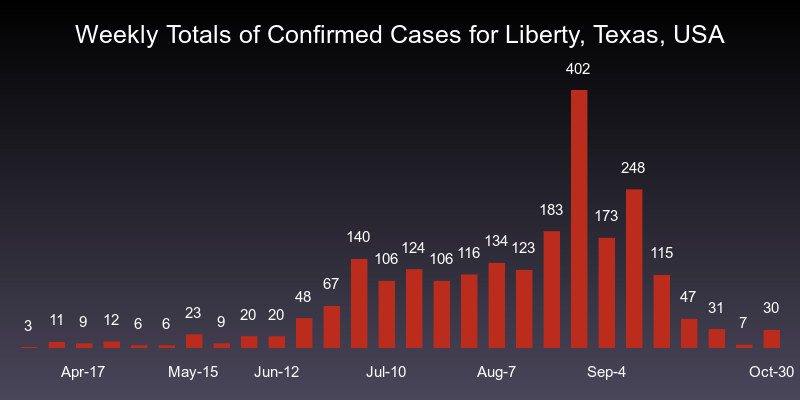 Weekly Totals of Confirmed Cases for Liberty, Texas, USA
3 11 9 12 6 6 23 9 20 20 48 67 140 106 124 106 116 134 123 183 402 173 248 115 47 31 7 30
Apr-17 May-15 Jun-12 Jul-10 Aug-7 Sep-4 Oct-30